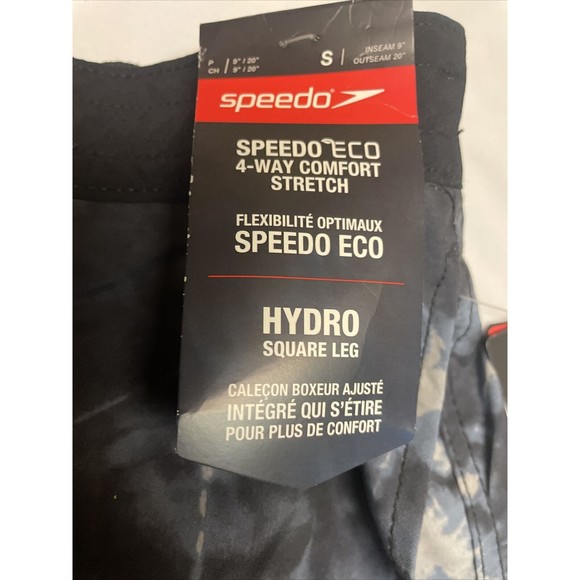 P 9" / 20"
CH 9" / 20"
S
INSEAM 9"
OUTSEAM 20"
speedo
SPEEDO ECO
4-WAY COMFORT
STRETCH
FLEXIBILITÉ OPTIMAUX
SPEEDO ECO
HYDRO
SQUARE LEG
CALEÇON BOXEUR AJUSTÉ
INTÉGRÉ QUI S'ÉTIRE
POUR PLUS DE CONFORT